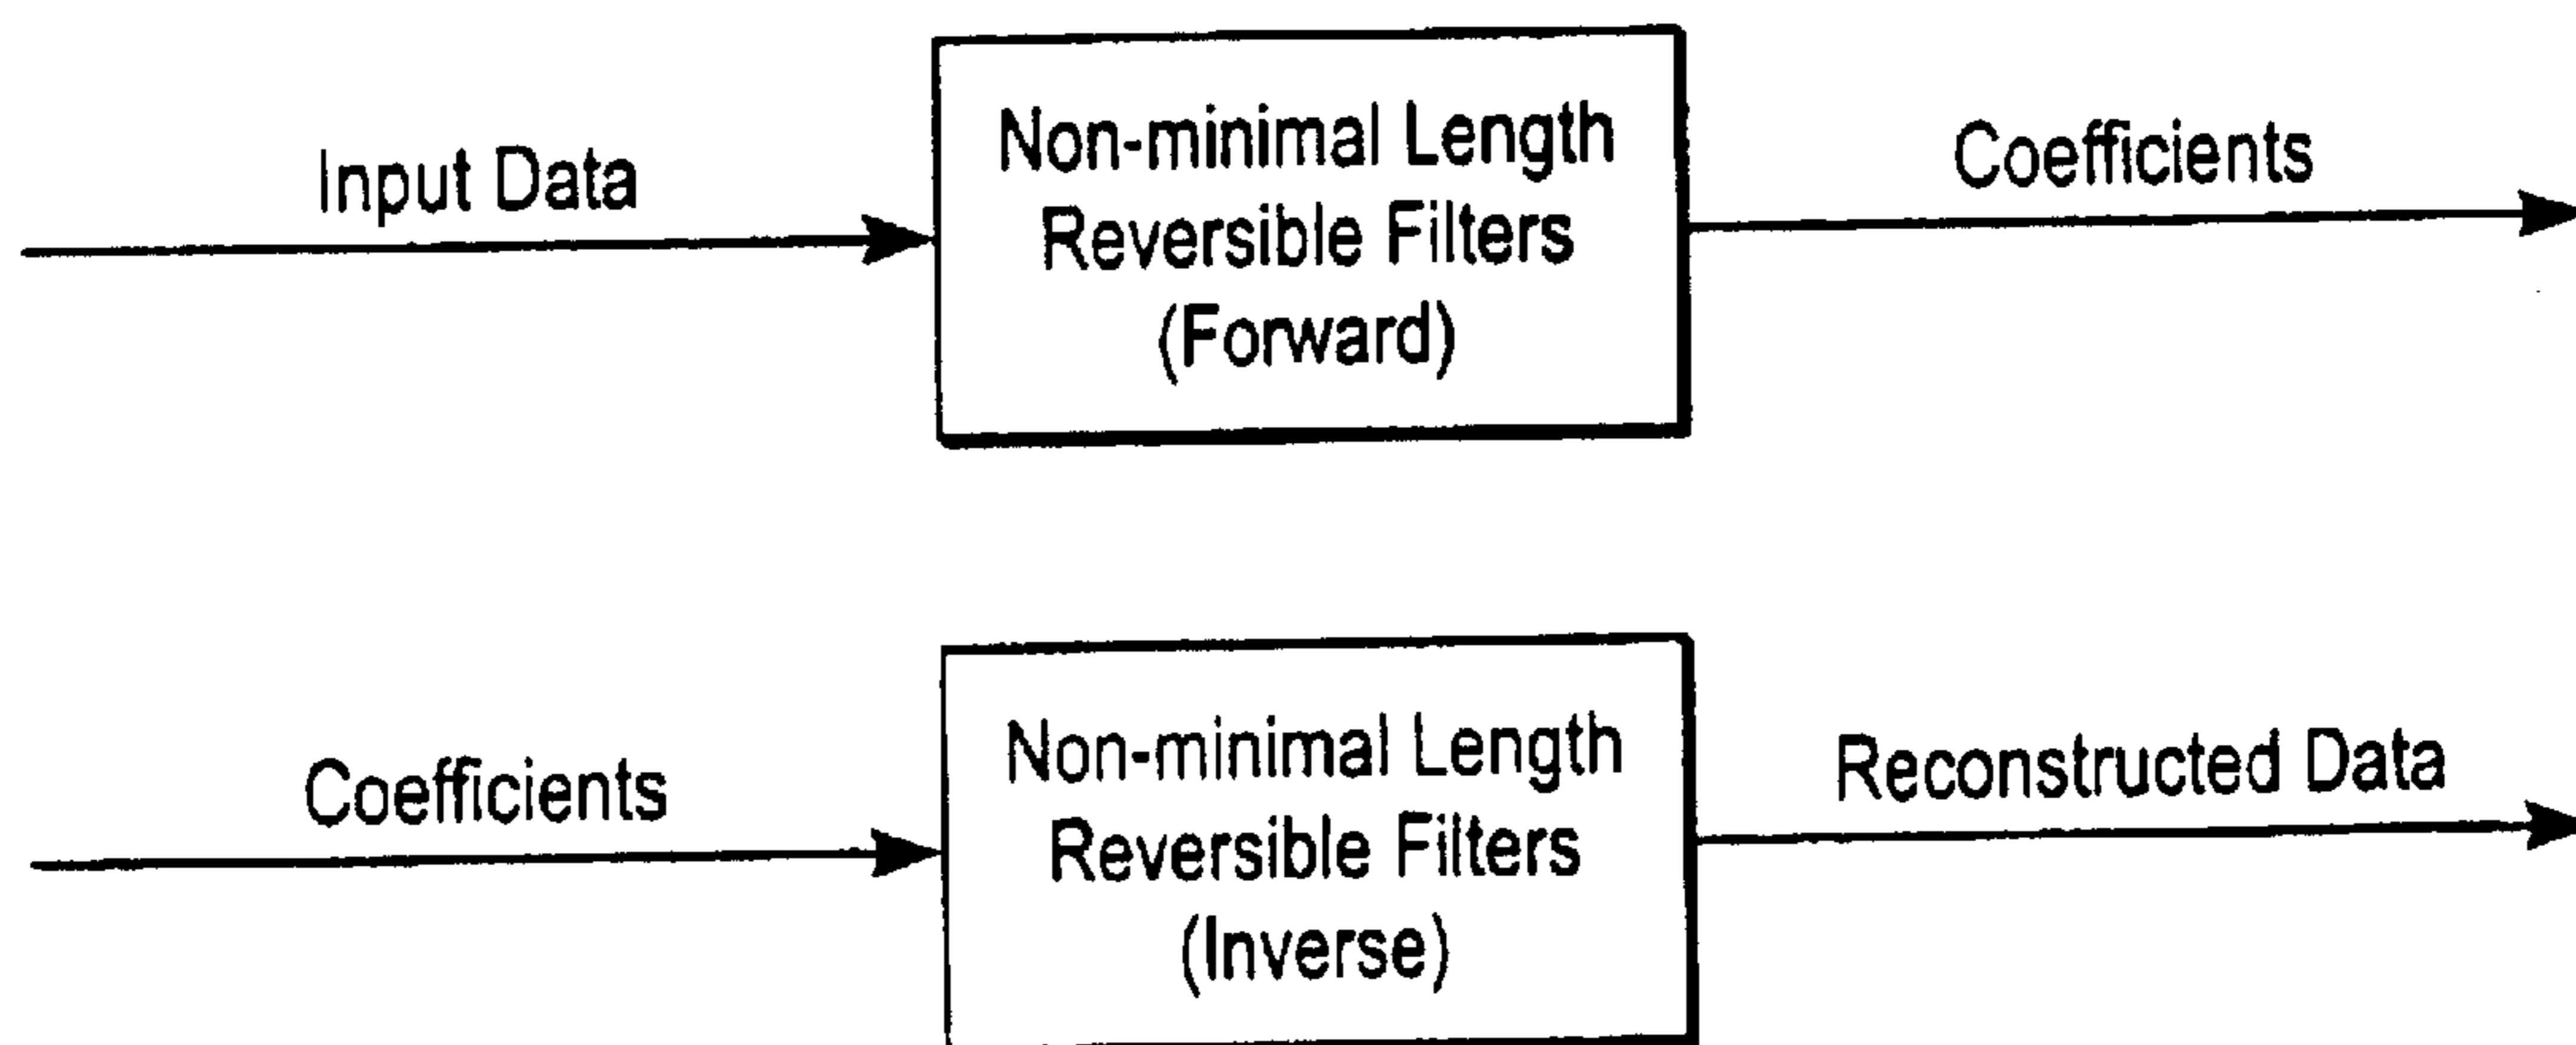 Input Data
Non-minimal Length
Reversible Filters
(Forward)
Coefficients
Coefficients
Non-minimal Length
Reversible Filters
(Inverse)
Reconstructed Data